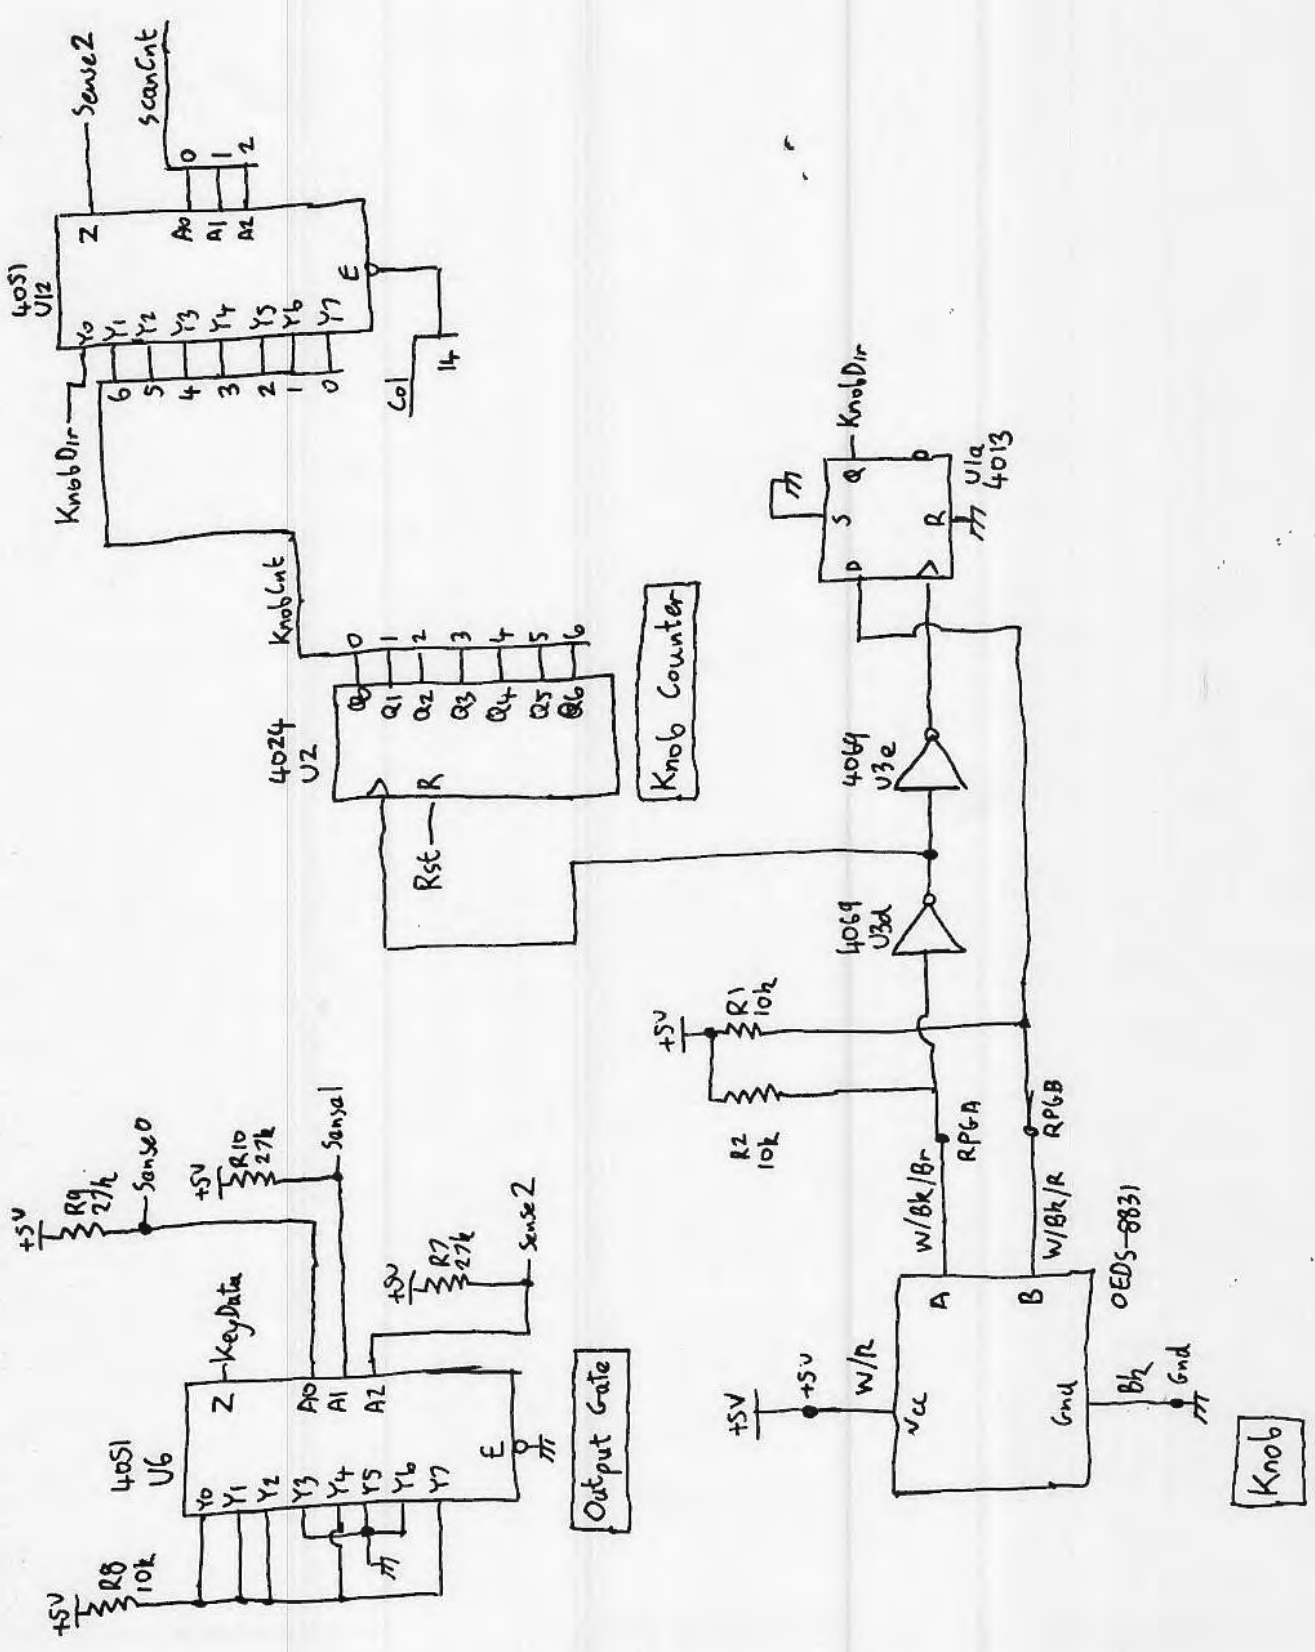 +5V
R8
10k
4051
U6
Y0
Y1
Y2
Y3
Y4
Y5
Y6
Y7
Z
A0
A1
A2
E
KeyData
+5V
R9
27k
Sense0
+5V
R10
27k
Sense1
+5V
R7
27k
Sense2
Output Gate
4024
U2
R
Rst
Q0
Q1
Q2
Q3
Q4
Q5
Q6
0
1
2
3
4
5
6
KnobCnt
Knob Counter
4051
U12
KnobDir
6
5
4
3
2
1
0
Y0
Y1
Y2
Y3
Y4
Y5
Y6
Y7
Z
A0
A1
A2
E
Sense2
scanCnt
0
1
2
Col
14
+5V
+5V
W/R
Vcc
Gnd
A
B
OEDS-8831
Bk
Gnd
Knob
W/Bk/Br
RPGA
W/Bk/R
RPGB
+5V
R2
10k
R1
10k
4069
U3d
4069
U3e
D
S
Q
R
KnobDir
U1a
4013